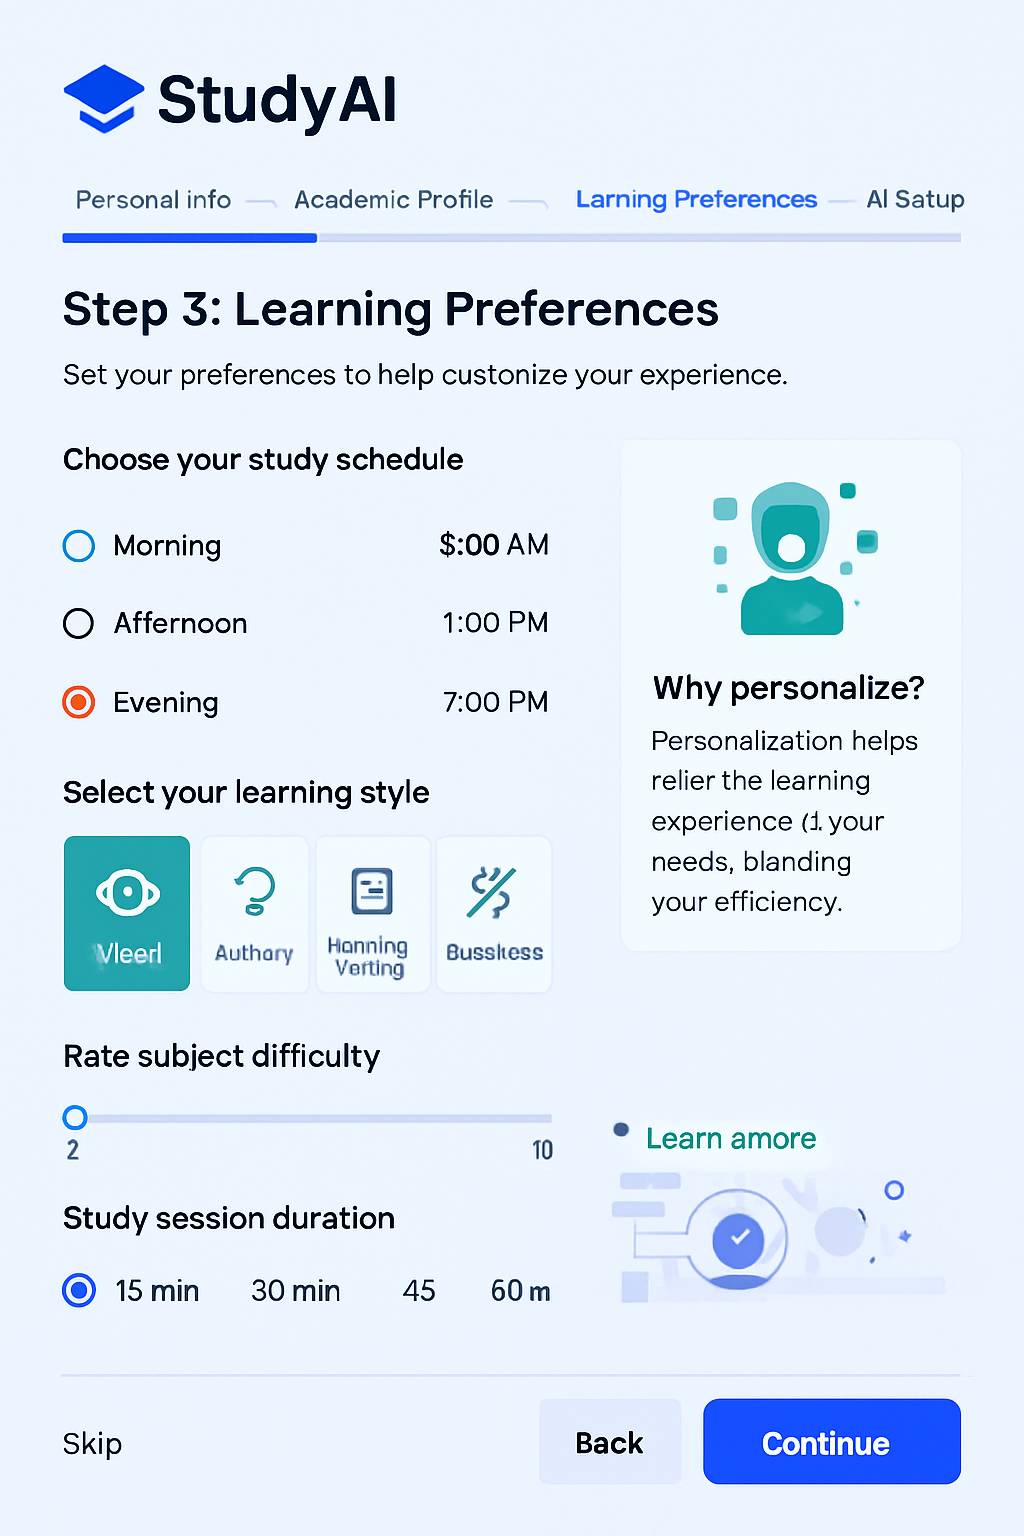 StudyAI
Personal info
Academic Profile
Larning Preferences
AI Satup
Step 3: Learning Preferences
Set your preferences to help custonize your experience.
Choose your study schedule
Morning
$:00 AM
Affernoon
1:00 PM
Evening
7:00 PM
Select your learning style
Vleerl
Authary
Hanning
Verting
Busskess
Rate subject difficulty
2
10
Study session duration
15 min
30 min
45
60 m
Why personalize?
Personalization helps
relier the learning
experience your
needs, blanding
your efficiency.
Learn amore
Skip
Back
Continue